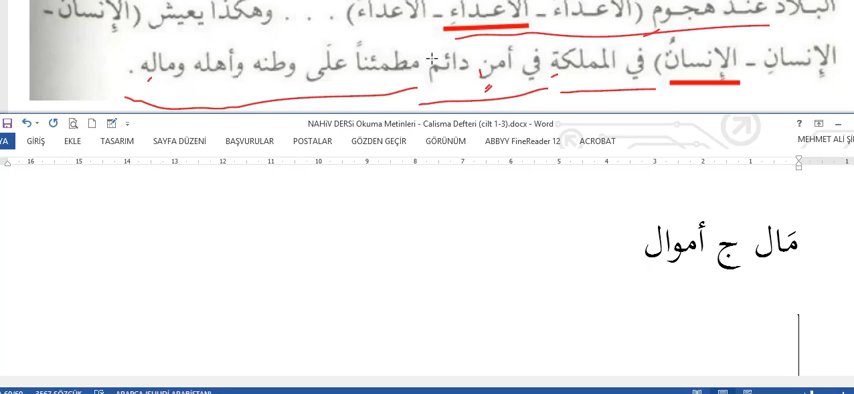 البلاد عند هجوم (الأعداءَ ـ الأعداءِ ـ الأعداءُ) . . . وهكذا يعيش (الإنسانَ ـ
الإنسانِ ـ الإنسانُ) في المملكة في أمن دائم مطمئناً على وطنه وأهله وماله .
NAHiV DERSi Okuma Metinleri - Calisma Defteri (cilt 1-3).docx - Word
YA GİRİŞ EKLE TASARIM SAYFA DÜZENİ BAŞVURULAR POSTALAR GÖZDEN GEÇİR GÖRÜNÜM ABBYY FineReader 12 ACROBAT MEHMET ALİ Şİ
16 15 14 13 12 11 10 9 8 7 6 5 4 3 2 1 1
مَال ج أموال